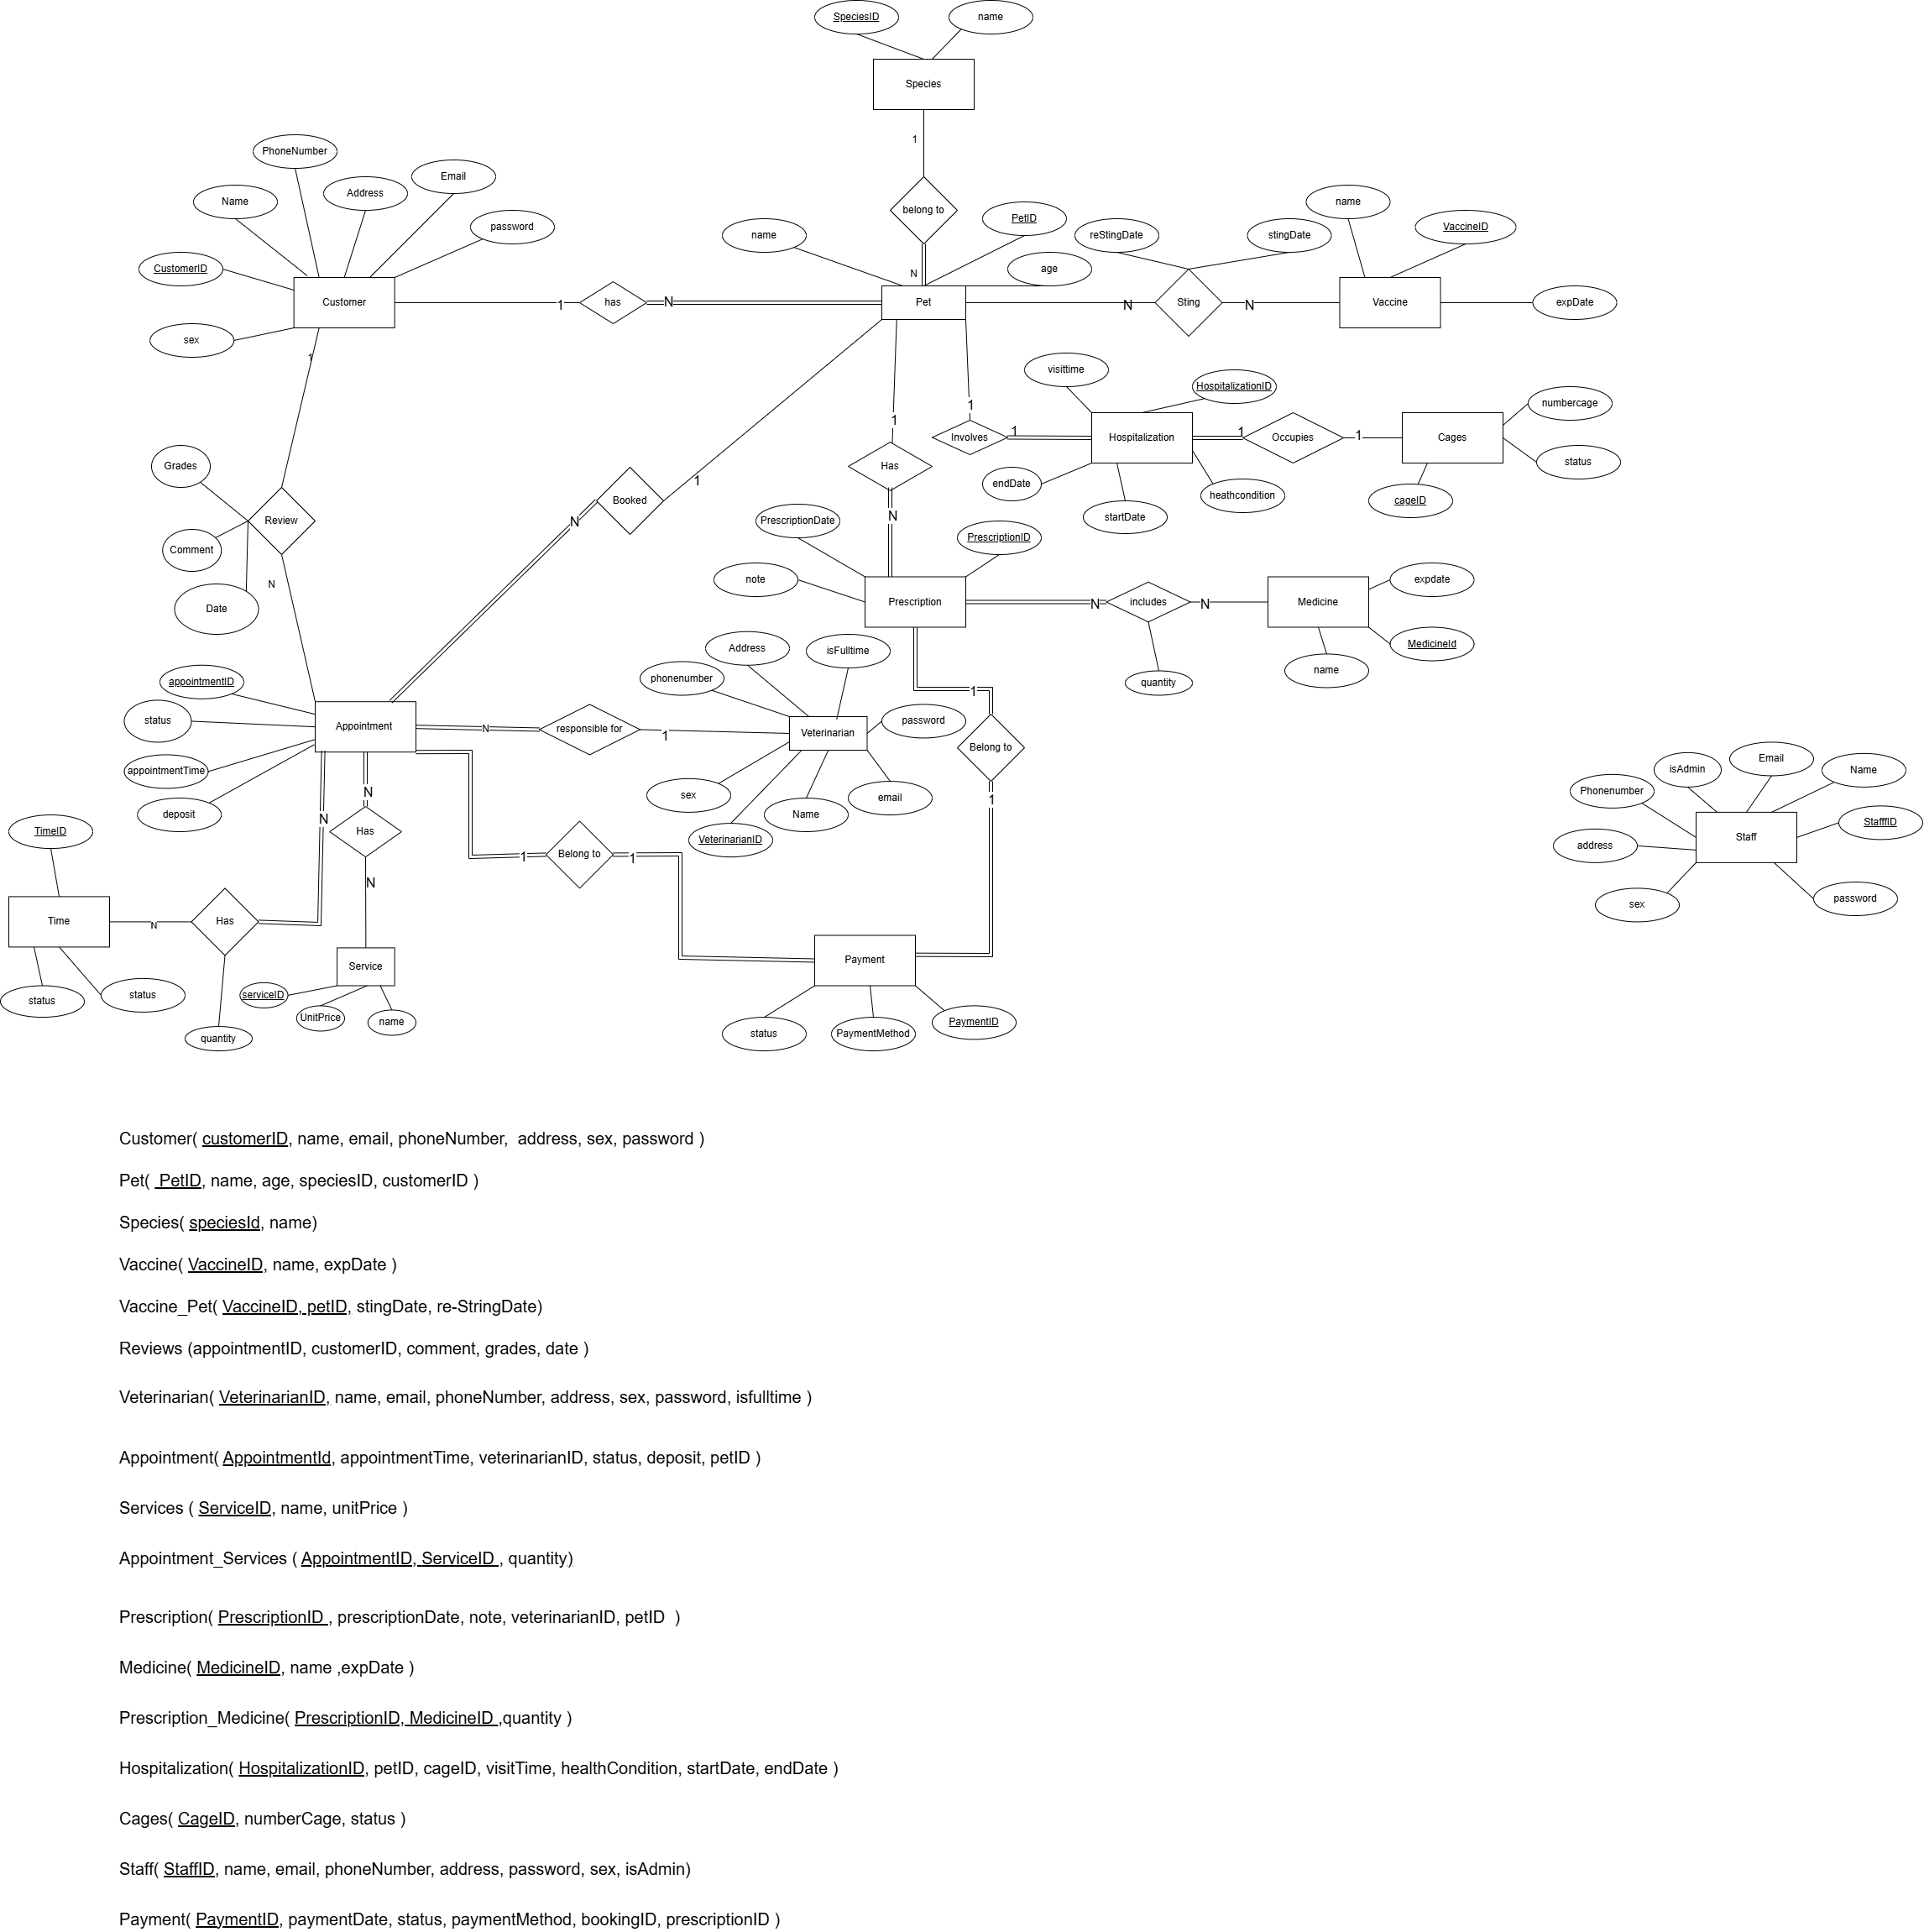 SpeciesID
name
Species
1
belong to
N
PhoneNumber
Email
Address
Name
password
CustomerID
Customer
sex
1
has
N
name
PetID
age
Pet
reStingDate
stingDate
N
Sting
N
name
VaccineID
Vaccine
expDate
1
Review
Grades
Comment
Date
N
Booked
1
N
1
Has
N
1
Involves
1
visittime
HospitalizationID
Hospitalization
endDate
startDate
heathcondition
1
Occupies
1
numbercage
Cages
status
cageID
PrescriptionDate
PrescriptionID
note
Prescription
N
includes
N
quantity
Medicine
expdate
MedicineId
name
appointmentID
status
appointmentTime
deposit
Appointment
N
responsible for
1
phonenumber
Address
isFulltime
password
Veterinarian
sex
VeterinarianID
Name
email
1
Belong to
1
Phonenumber
isAdmin
Email
Name
StaffID
Staff
address
sex
password
TimeID
Time
status
status
N
Has
N
quantity
N
Has
N
Service
serviceID
UnitPrice
name
1
Belong to
1
Payment
status
PaymentMethod
PaymentID
Customer( customerID, name, email, phoneNumber, address, sex, password )
Pet( PetID, name, age, speciesID, customerID )
Species( speciesId, name)
Vaccine( VaccineID, name, expDate )
Vaccine_Pet( VaccineID, petID, stingDate, re-StringDate)
Reviews (appointmentID, customerID, comment, grades, date )
Veterinarian( VeterinarianID, name, email, phoneNumber, address, sex, password, isfulltime )
Appointment( AppointmentId, appointmentTime, veterinarianID, status, deposit, petID )
Services ( ServiceID, name, unitPrice )
Appointment_Services ( AppointmentID, ServiceID , quantity)
Prescription( PrescriptionID , prescriptionDate, note, veterinarianID, petID )
Medicine( MedicineID, name ,expDate )
Prescription_Medicine( PrescriptionID, MedicineID ,quantity )
Hospitalization( HospitalizationID, petID, cageID, visitTime, healthCondition, startDate, endDate )
Cages( CageID, numberCage, status )
Staff( StaffID, name, email, phoneNumber, address, password, sex, isAdmin)
Payment( PaymentID, paymentDate, status, paymentMethod, bookingID, prescriptionID )